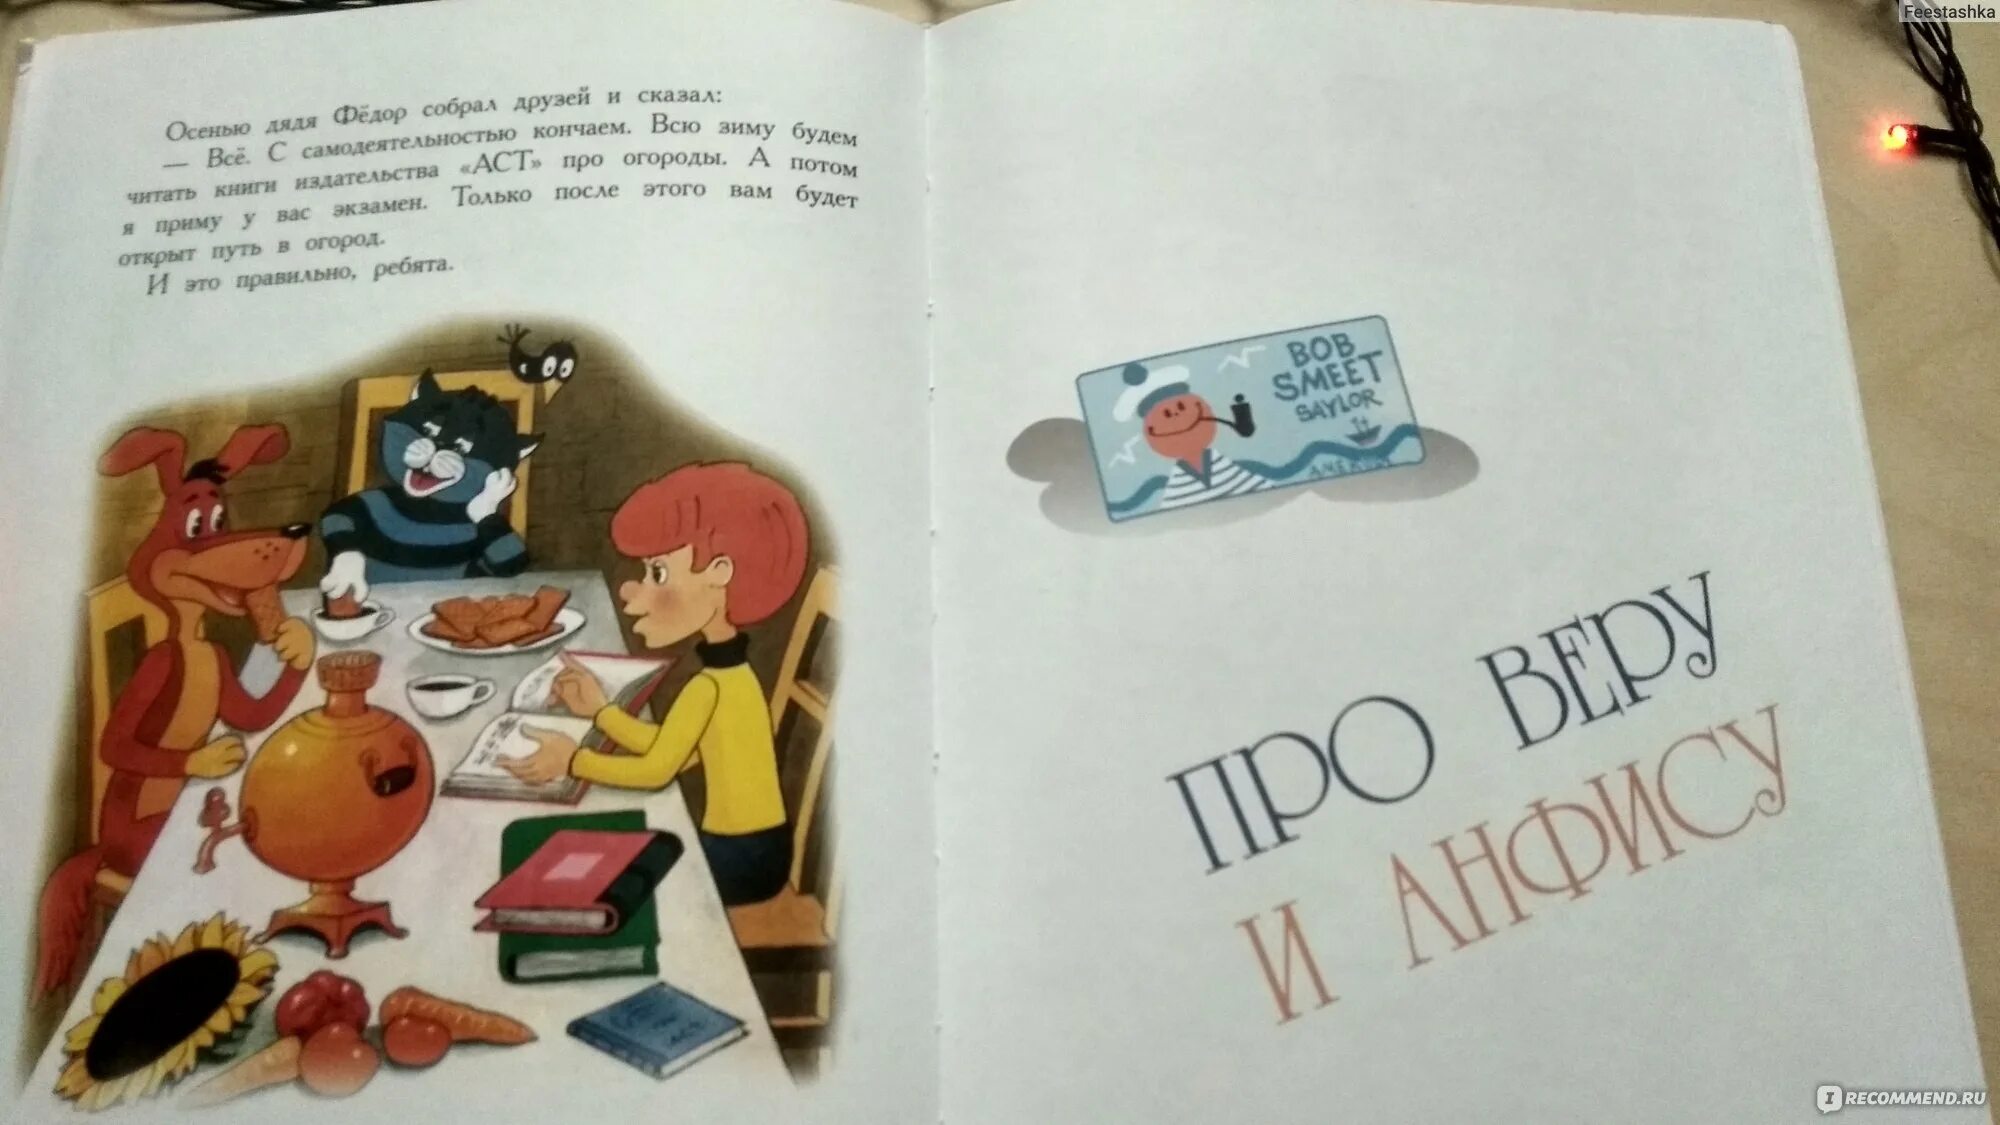 Осенью дядя Фёдор собрал друзей и сказал:
— Всё. С самодеятельностью кончаем. Всю зиму будем
читать книги издательства «АСТ» про огороды. А потом
я приму у вас экзамен. Только после этого вам будет
открыт путь в огород.
И это правильно, ребята.
BOB
SMEET
SAYLOR
ПРО ВЕРУ
И АНФИСУ
Feestashka
IRECOMMEND.RU